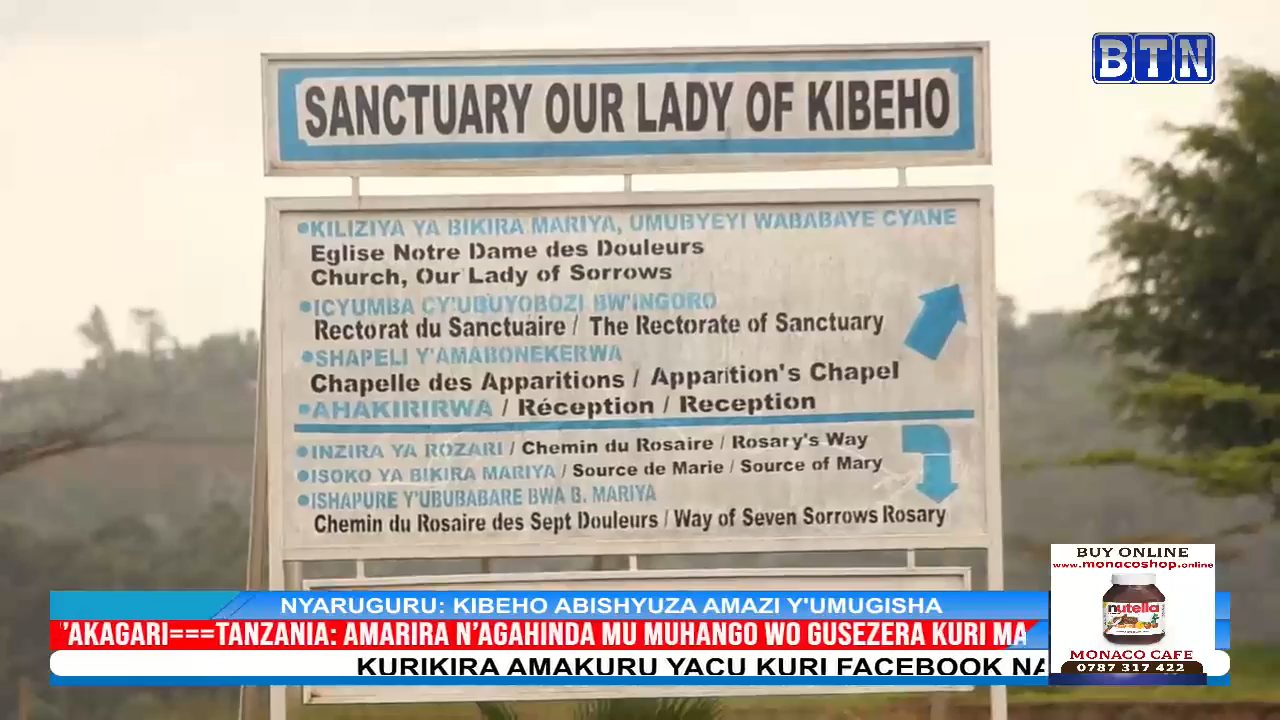 BTN
SANCTUARY OUR LADY OF KIBEHO
•KILIZIYA YA BIKIRA MARIYA, UMUBYEYI WABABAYE CYANE
Eglise Notre Dame des Douleurs
Church, Our Lady of Sorrows
•ICYUMBA CY'UBUYOBOZI BW'INGORO
Rectorat du Sanctuaire / The Rectorate of Sanctuary
•SHAPELI Y'AMABONEKERWA
Chapelle des Apparitions / Apparition's Chapel
•AHAKIRIRWA / Réception / Reception
•INZIRA YA ROZARI / Chemin du Rosaire / Rosary's Way
•ISOKO YA BIKIRA MARIYA / Source de Marie / Source of Mary
•ISHAPURE Y'UBUBABARE BWA B. MARIYA
Chemin du Rosaire des Sept Douleurs / Way of Seven Sorrows Rosary
BUY ONLINE
www.monacoshop.online
nutella
MONACO CAFE
0787 317 422
NYARUGURU: KIBEHO ABISHYUZA AMAZI Y'UMUGISHA
'AKAGARI===TANZANIA: AMARIRA N'AGAHINDA MU MUHANGO WO GUSEZERA KURI MA
KURIKIRA AMAKURU YACU KURI FACEBOOK NA